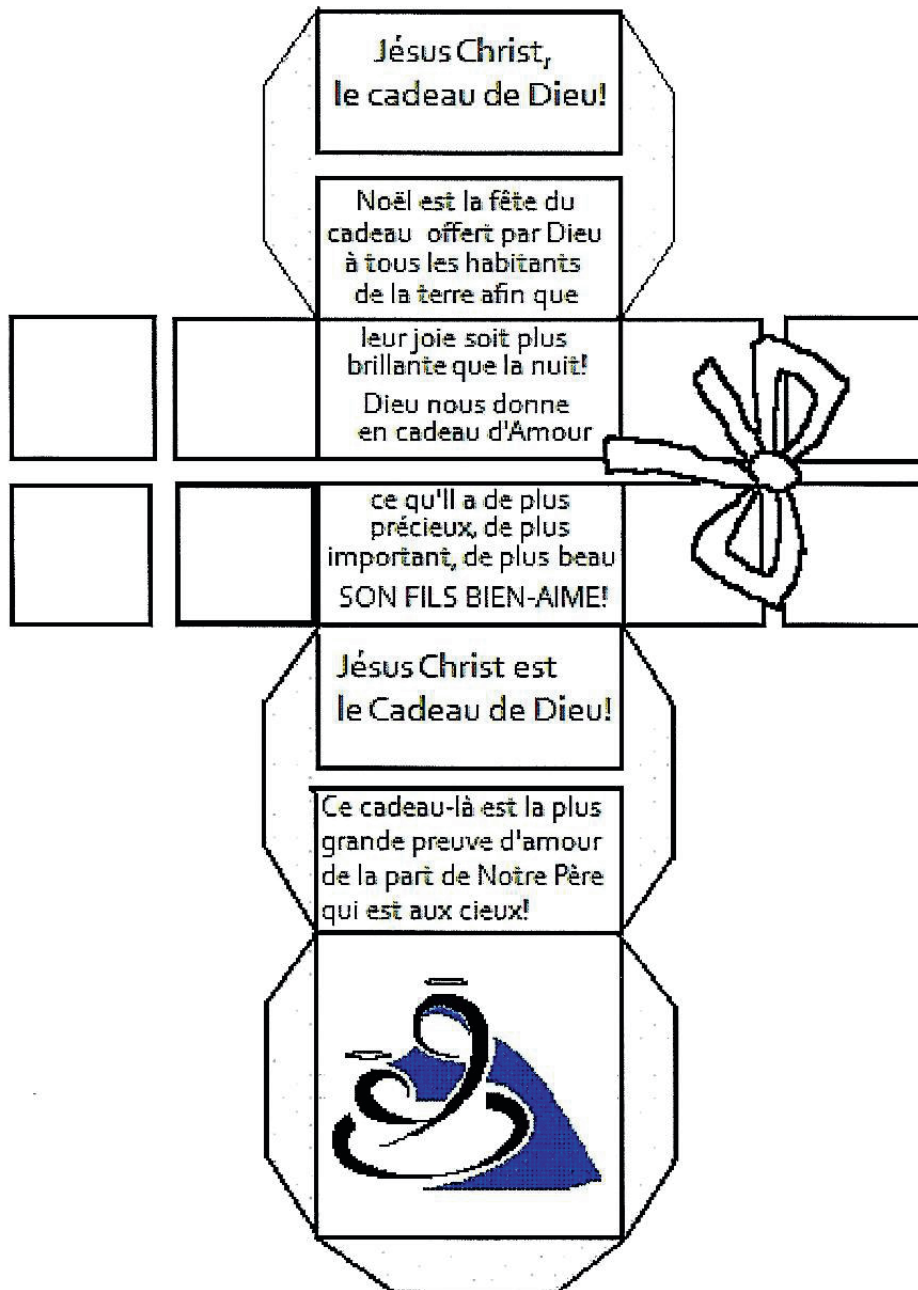 Jésus Christ,
le cadeau de Dieu!
Noël est la fête du
cadeau offert par Dieu
à tous les habitants
de la terre afin que
leur joie soit plus
brillante que la nuit!
Dieu nous donne
en cadeau d'Amour
ce qu'Il a de plus
précieux, de plus
important, de plus beau
SON FILS BIEN-AIME!
Jésus Christ est
le Cadeau de Dieu!
Ce cadeau-là est la plus
grande preuve d'amour
de la part de Notre Père
qui est aux cieux!